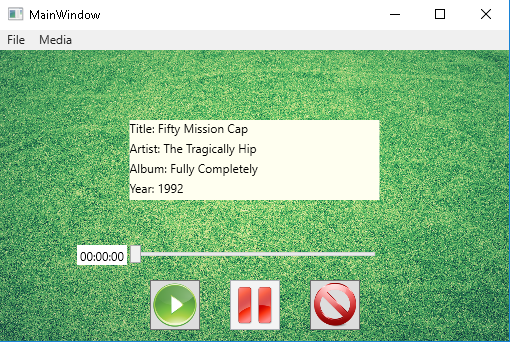 MainWindow
File Media
Title: Fifty Mission Cap
Artist: The Tragically Hip
Album: Fully Completely
Year: 1992
00:00:00